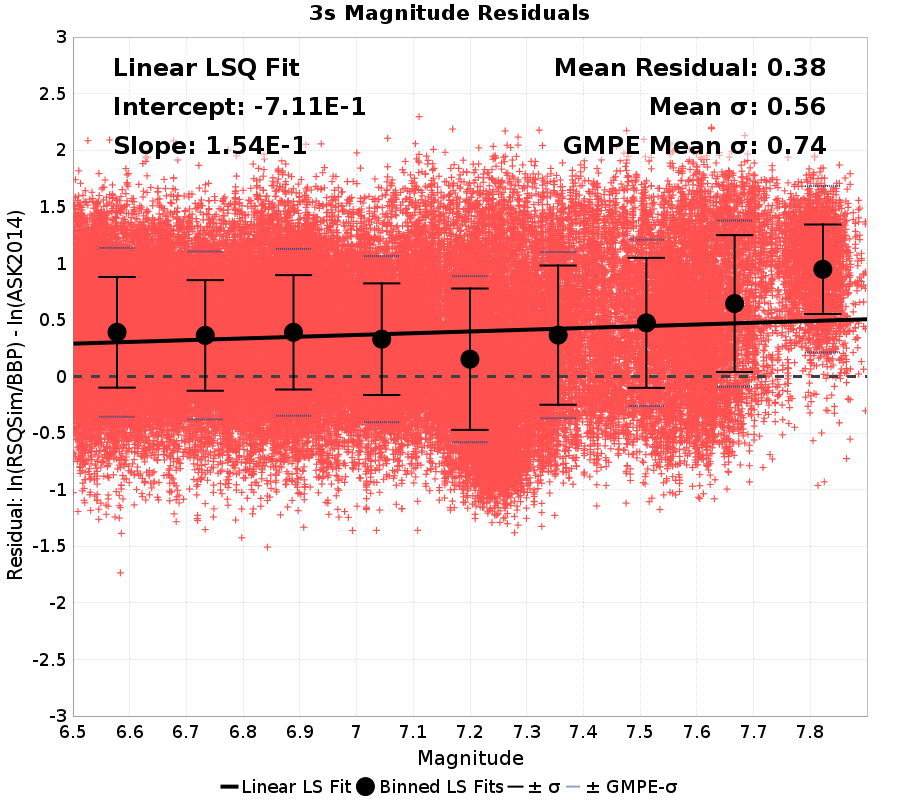 3s Magnitude Residuals
Linear LSQ Fit
Intercept: -7.11E-1
Slope: 1.54E-1
Mean Residual: 0.38
Mean σ: 0.56
GMPE Mean σ: 0.74
Residual: ln(RSQSim/BBP) - ln(ASK2014)
3
2.5
2
1.5
1
0.5
0
-0.5
-1
-1.5
-2
-2.5
-3
6.5 6.6 6.7 6.8 6.9 7 7.1 7.2 7.3 7.4 7.5 7.6 7.7 7.8
Magnitude
Linear LS Fit Binned LS Fits ± σ ± GMPE-σ